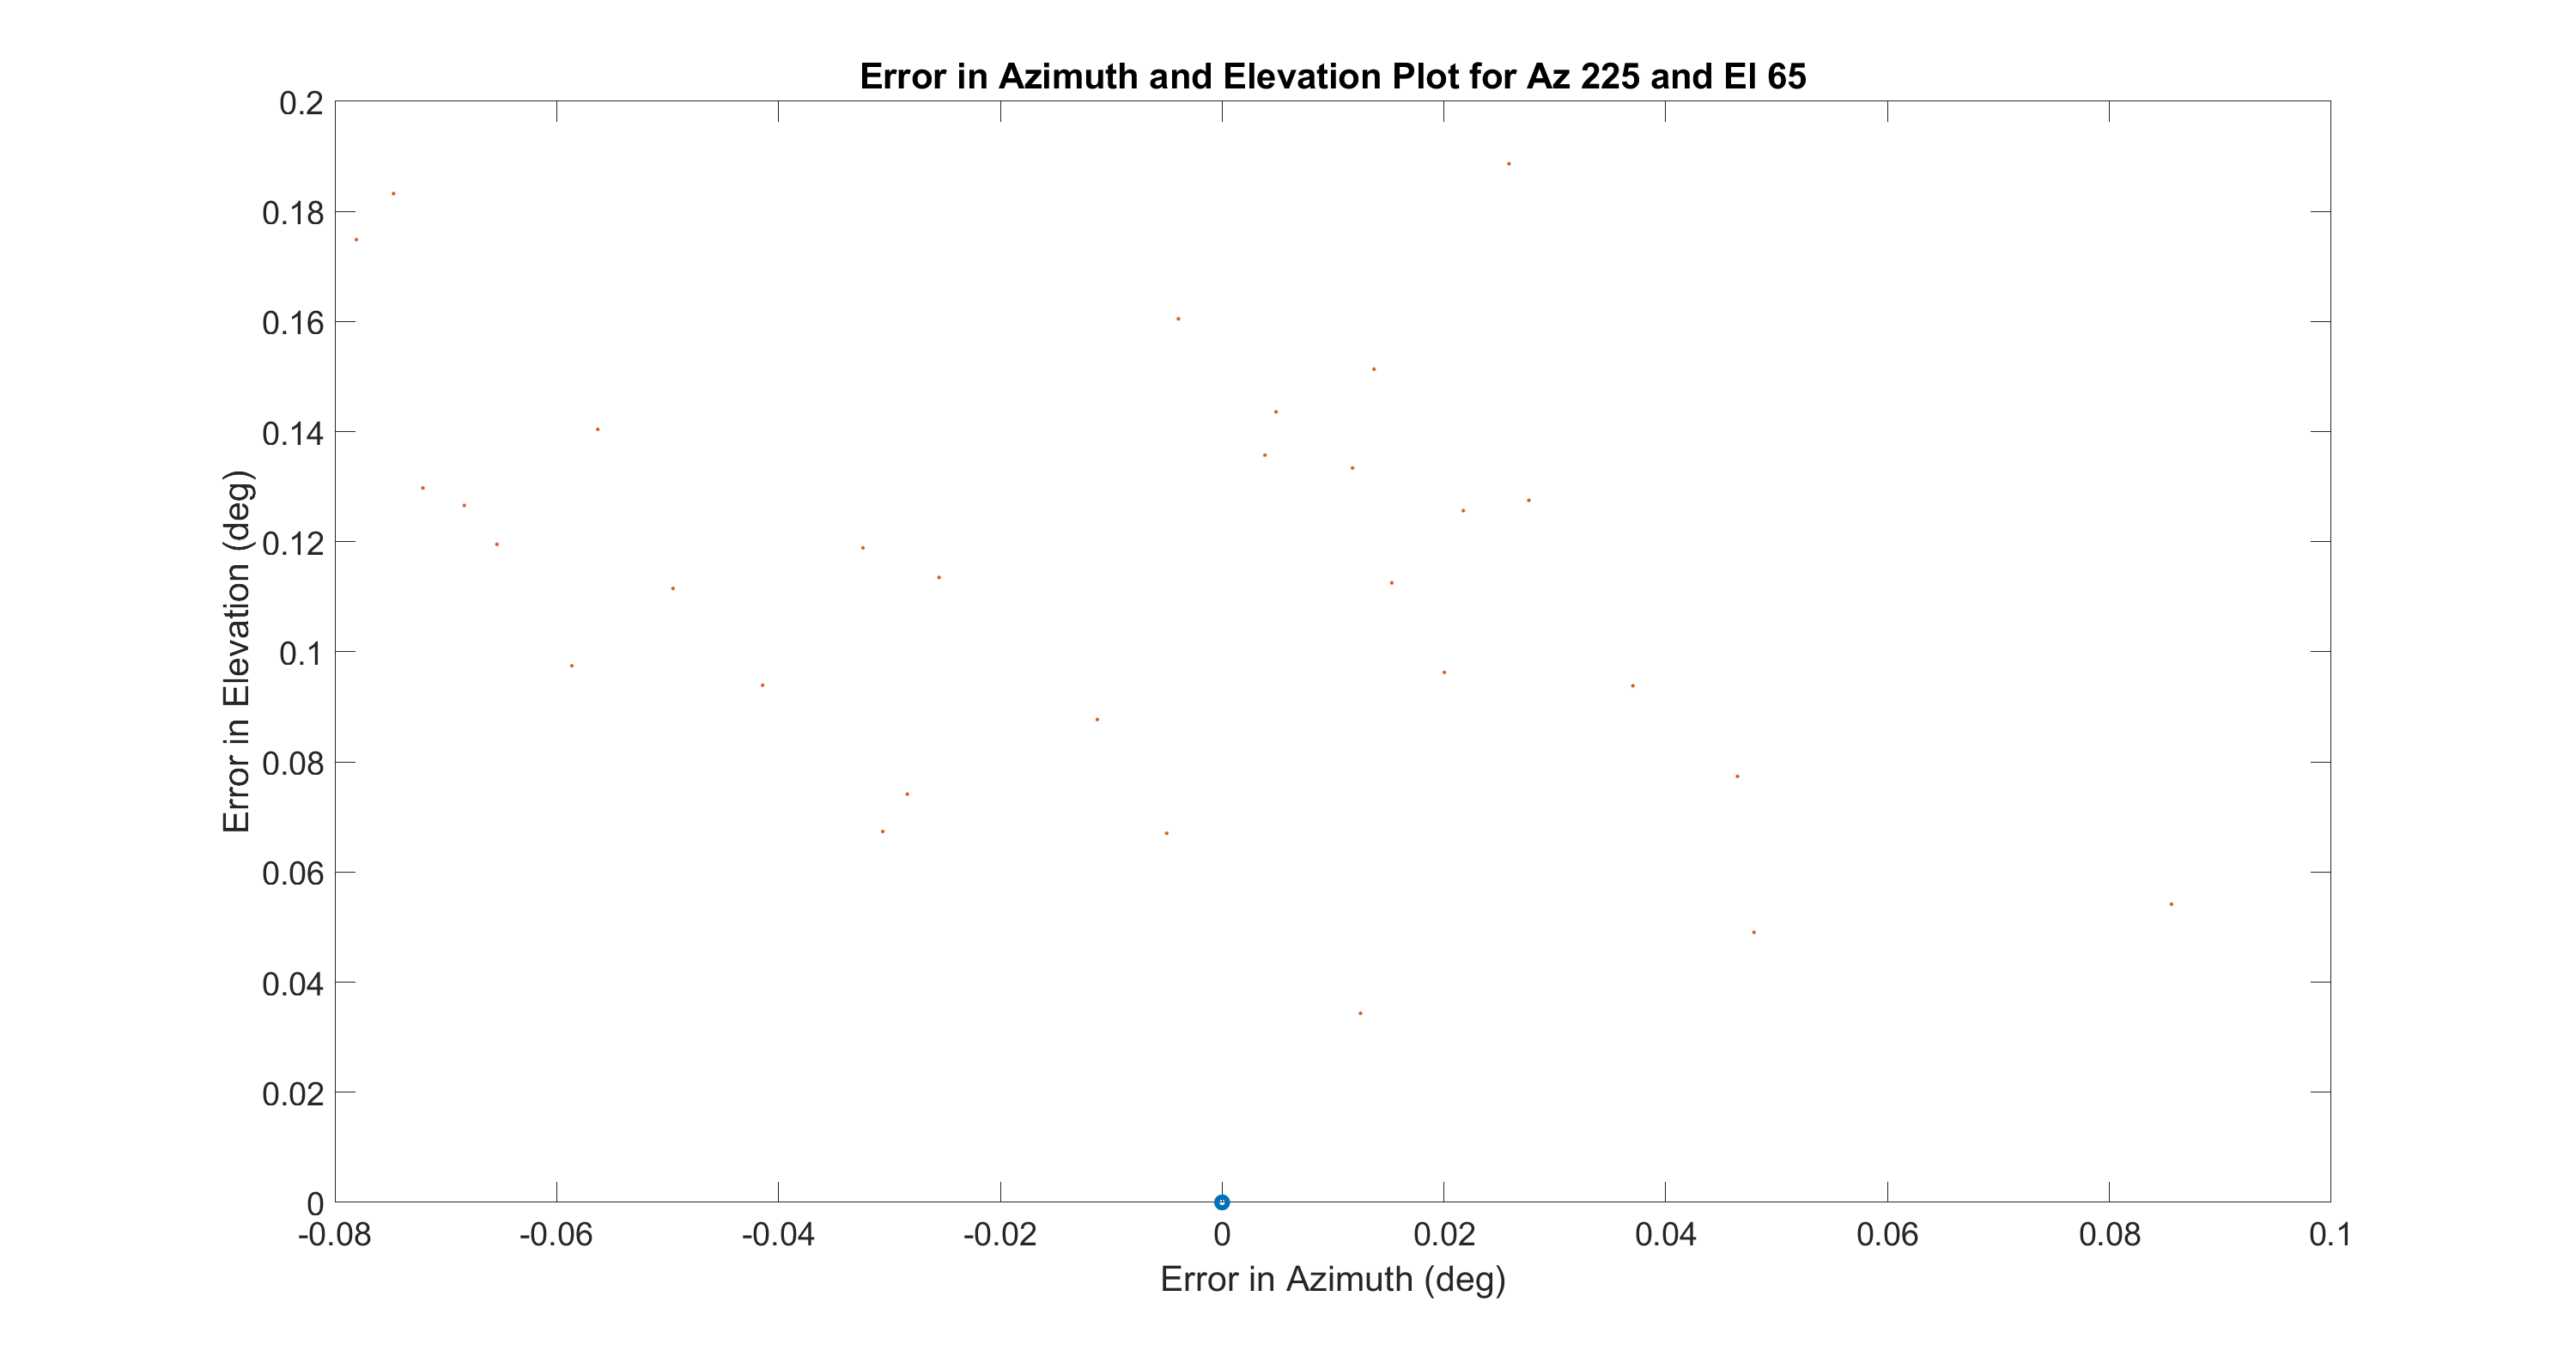 Error in Azimuth and Elevation Plot for Az 225 and El 65
0.2
0.18
0.16
0.14
0.12
0.1
0.08
0.06
0.04
0.02
0
Error in Elevation (deg)
-0.08 -0.06 -0.04 -0.02 0 0.02 0.04 0.06 0.08 0.1
Error in Azimuth (deg)